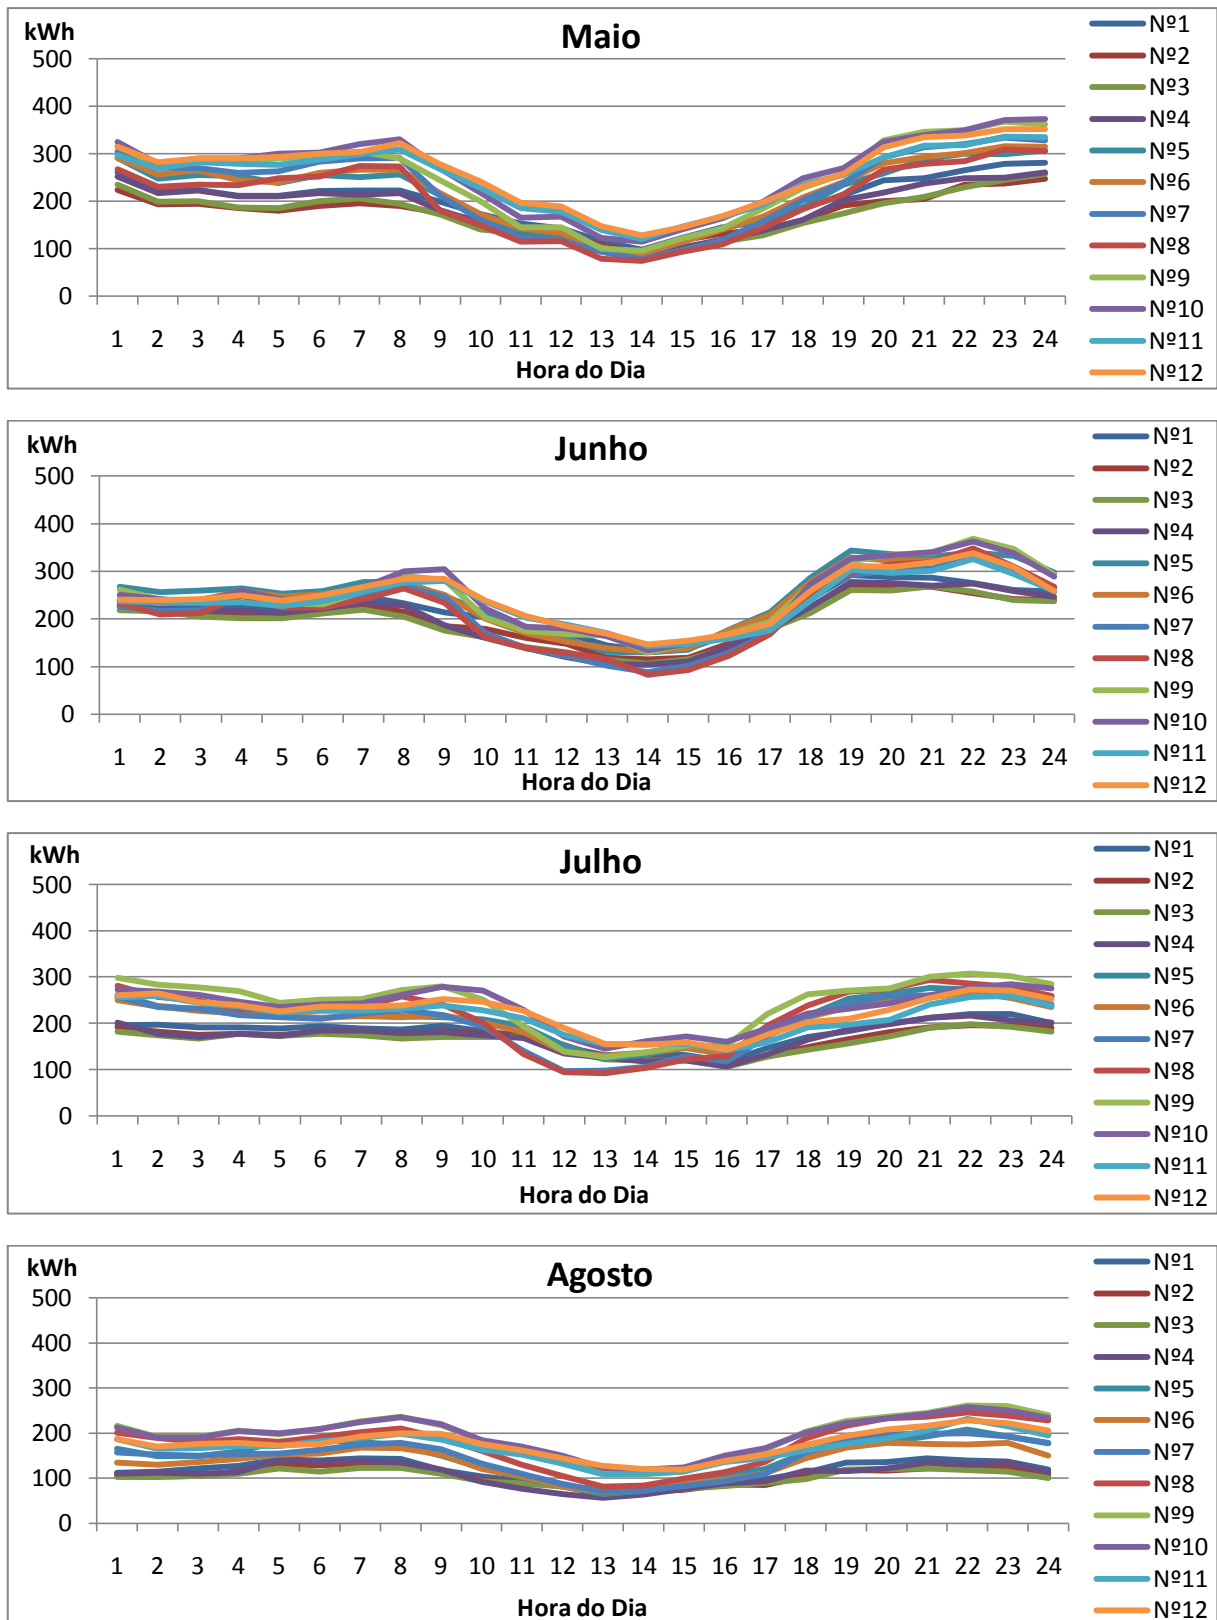 kWh
Maio
500
400
300
200
100
0
1 2 3 4 5 6 7 8 9 10 11 12 13 14 15 16 17 18 19 20 21 22 23 24
Hora do Dia
Nº1
Nº2
Nº3
Nº4
Nº5
Nº6
Nº7
Nº8
Nº9
Nº10
Nº11
Nº12
kWh
Junho
500
400
300
200
100
0
1 2 3 4 5 6 7 8 9 10 11 12 13 14 15 16 17 18 19 20 21 22 23 24
Hora do Dia
Nº1
Nº2
Nº3
Nº4
Nº5
Nº6
Nº7
Nº8
Nº9
Nº10
Nº11
Nº12
kWh
Julho
500
400
300
200
100
0
1 2 3 4 5 6 7 8 9 10 11 12 13 14 15 16 17 18 19 20 21 22 23 24
Hora do Dia
Nº1
Nº2
Nº3
Nº4
Nº5
Nº6
Nº7
Nº8
Nº9
Nº10
Nº11
Nº12
kWh
Agosto
500
400
300
200
100
0
1 2 3 4 5 6 7 8 9 10 11 12 13 14 15 16 17 18 19 20 21 22 23 24
Hora do Dia
Nº1
Nº2
Nº3
Nº4
Nº5
Nº6
Nº7
Nº8
Nº9
Nº10
Nº11
Nº12